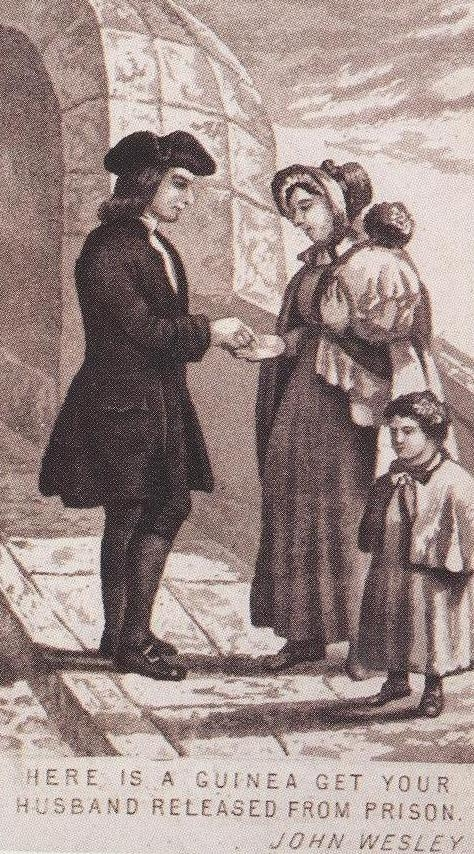 HERE IS A GUINEA GET YOUR
HUSBAND RELEASED FROM PRISON.
JOHN WESLEY